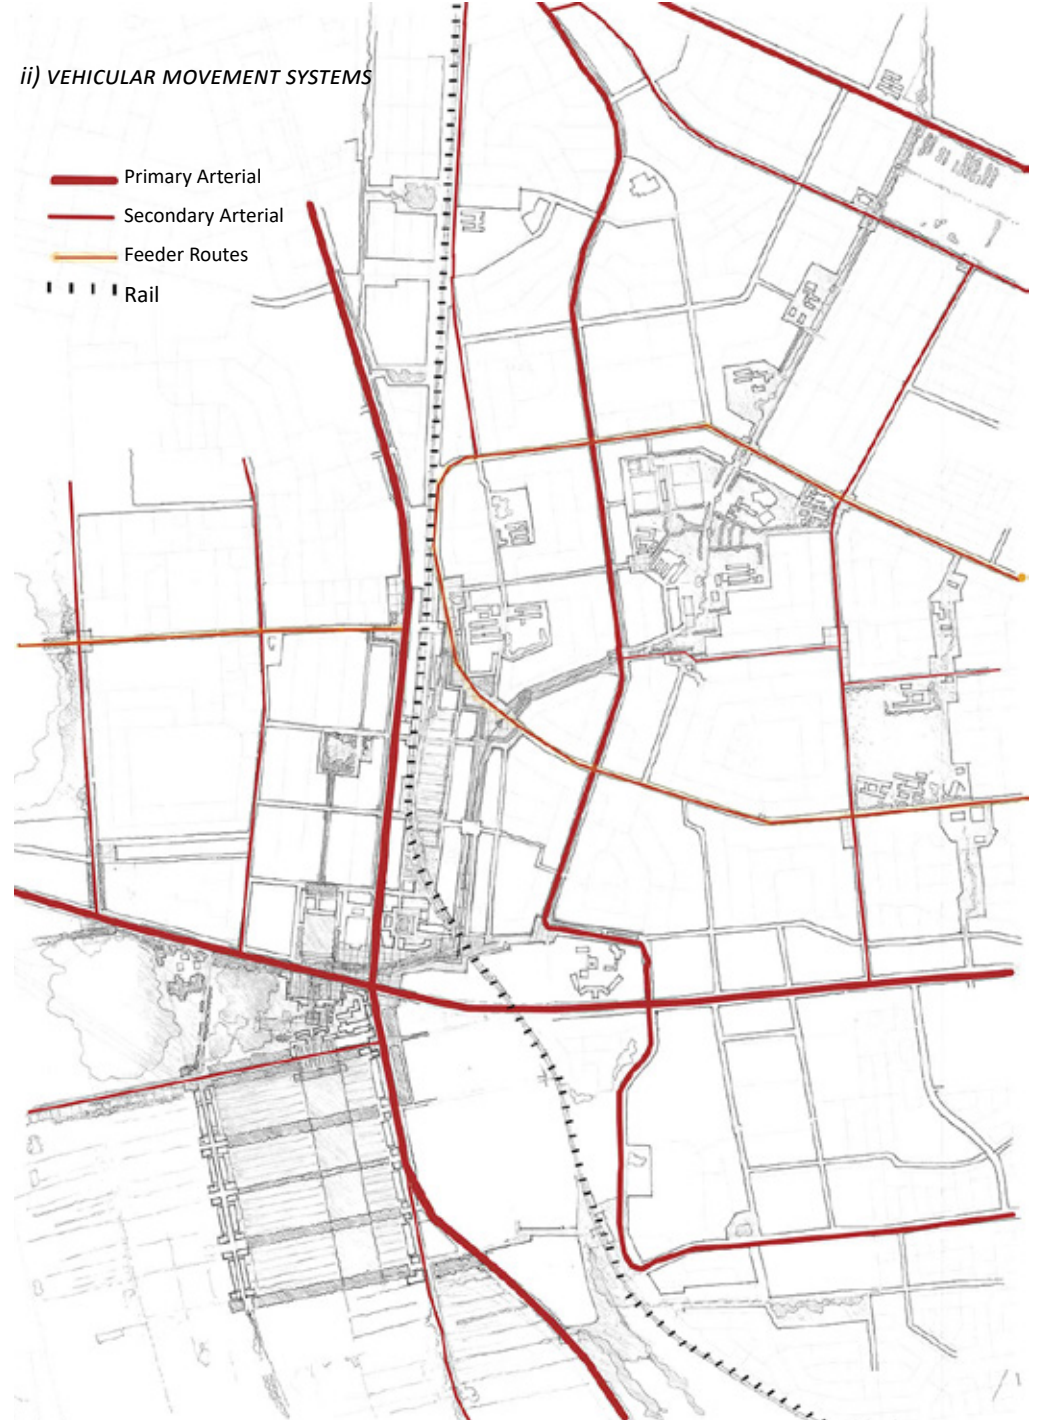 ii) VEHICULAR MOVEMENT SYSTEMS
Primary Arterial
Secondary Arterial
Feeder Routes
Rail